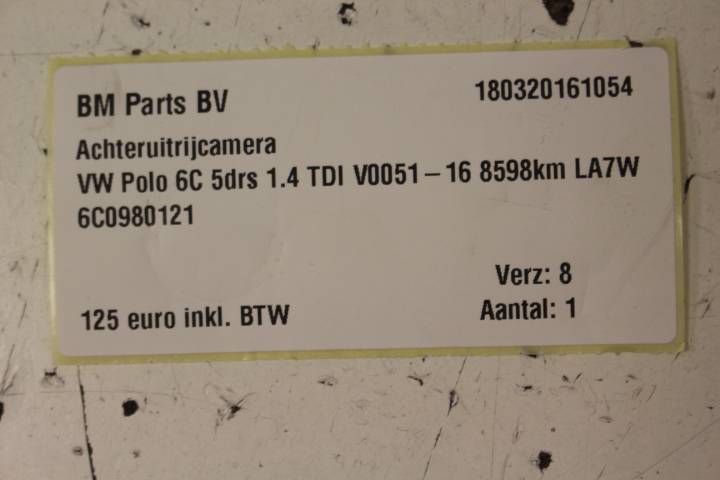 BM Parts BV 180320161054
Achteruitrijcamera
VW Polo 6C 5drs 1.4 TDI V0051–16 8598km LA7W
6C0980121
Verz: 8
125 euro inkl. BTW Aantal: 1